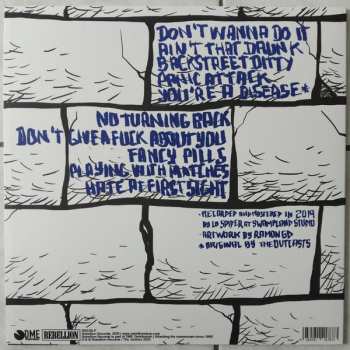 DON'T WANNA DO IT
AIN'T THAT DRUNK
BACKSTREET DITTY
PANIC ATTACK
YOU'RE A DISEASE*
NO TURNING BACK
DON'T GIVE A FUCK ABOUT YOU
FANCY PILLS
PLAYING WITH MATCHES
HATE AT FIRST SIGHT
RECORDED AND MASTERED IN 2019
BY LO SPIDER AT SWAMPLAND STUDIO
ARTWORK BY RAMON GD
*ORIGINAL BY THE OUTCASTS
DME
REBELLION